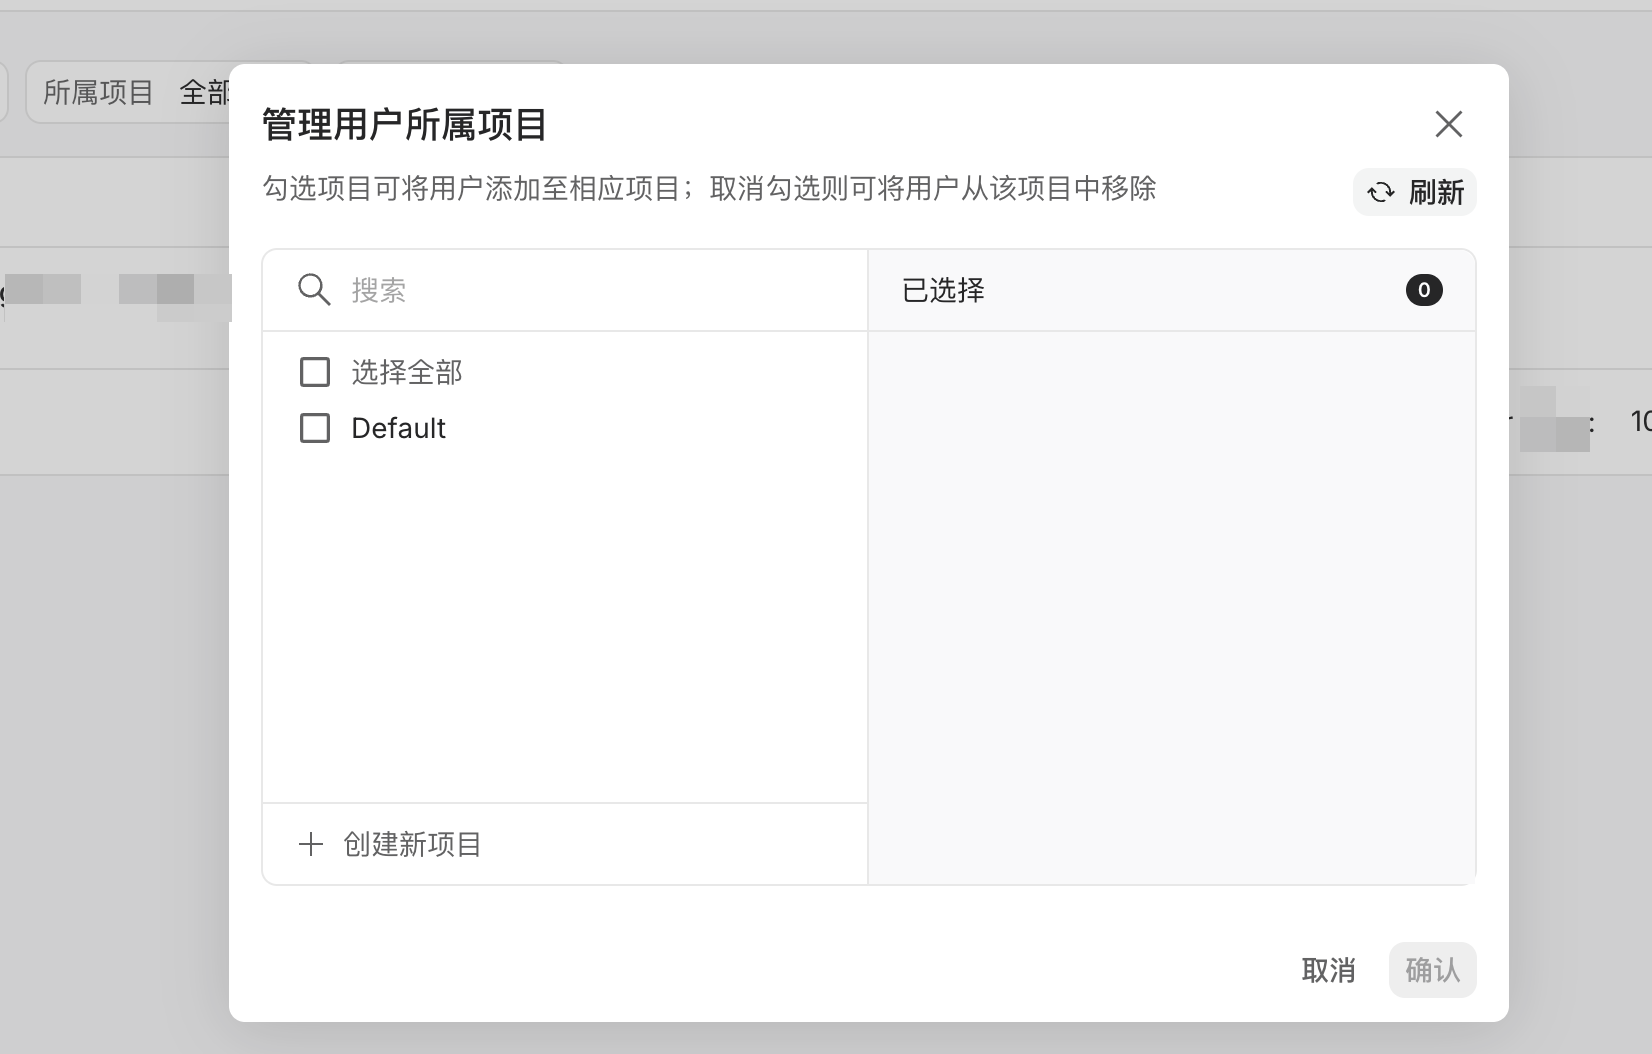 所属项目 全部
管理用户所属项目
勾选项目可将用户添加至相应项目；取消勾选则可将用户从该项目中移除
刷新
搜索
已选择
0
选择全部
Default
10
创建新项目
取消
确认